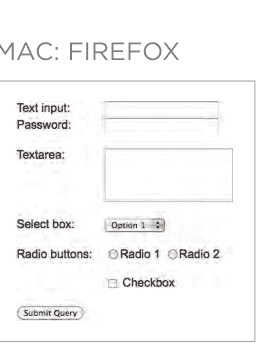 MAC: FIREFOX
Text input:
Password:
Textarea:
Select box: Option 1
Radio buttons: Radio 1 Radio 2
Checkbox
Submit Query